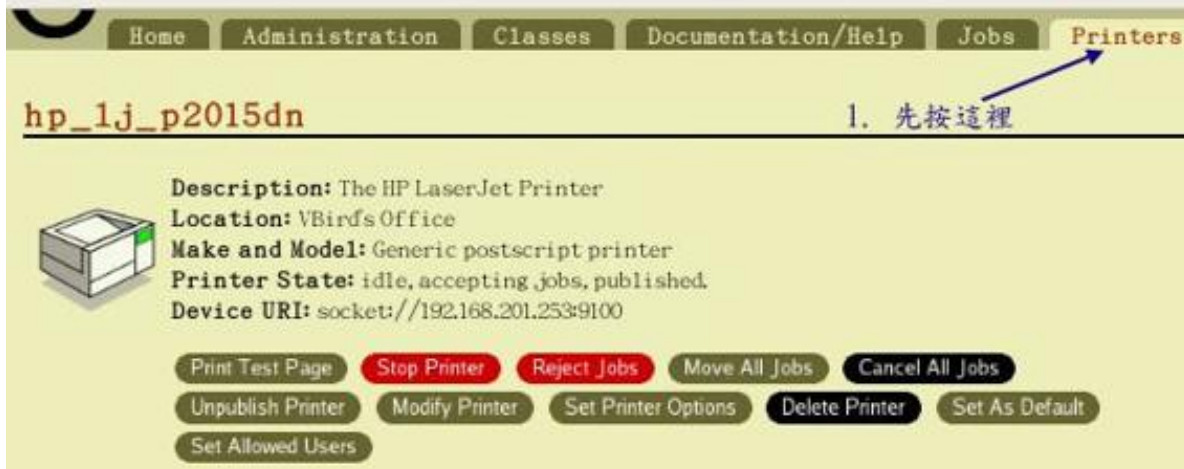 Home Administration Classes Documentation/Help Jobs Printers
hp_lj_p2015dn
1. 先按這裡
Description: The HP LaserJet Printer
Location: VBird's Office
Make and Model: Generic postscript printer
Printer State: idle, accepting jobs, published.
Device URI: socket://192.168.201.253:9100
Print Test Page Stop Printer Reject Jobs Move All Jobs Cancel All Jobs
Unpublish Printer Modify Printer Set Printer Options Delete Printer Set As Default
Set Allowed Users